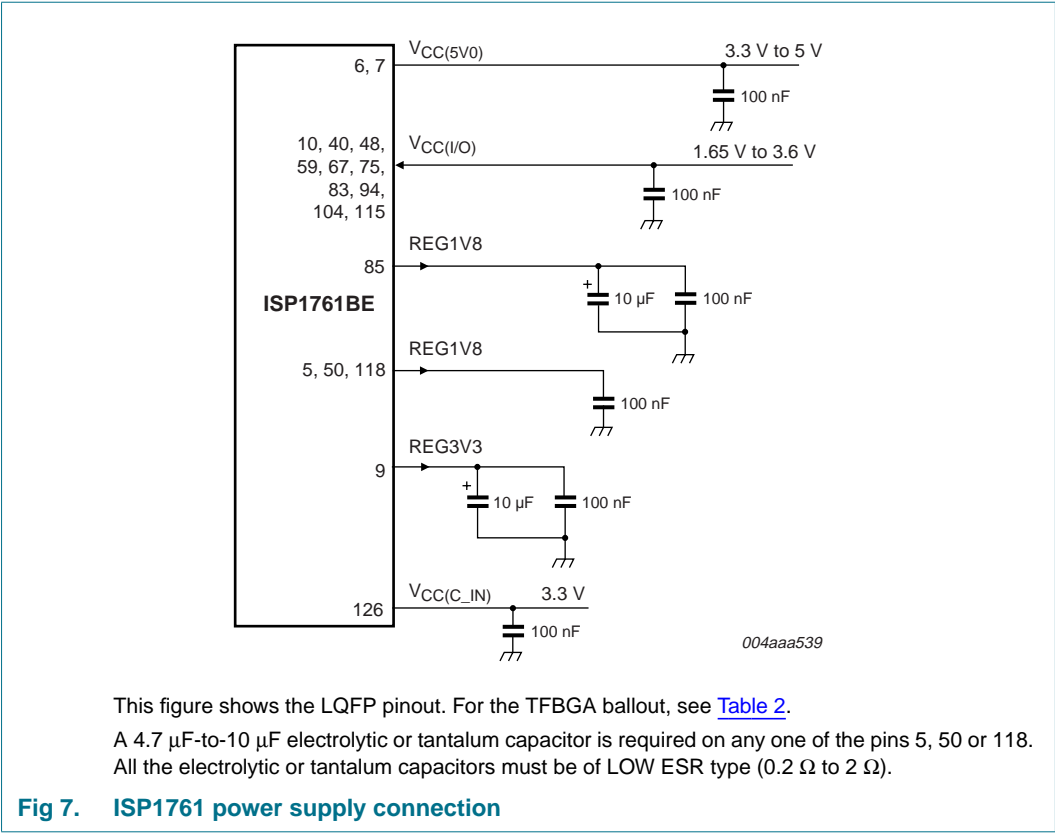 VCC(5V0)
3.3 V to 5 V
6, 7
100 nF
10, 40, 48,
59, 67, 75,
83, 94,
104, 115
VCC(I/O)
1.65 V to 3.6 V
100 nF
REG1V8
85
+
10 µF
100 nF
ISP1761BE
REG1V8
5, 50, 118
100 nF
REG3V3
9
+
10 µF
100 nF
VCC(C_IN)
3.3 V
126
100 nF
004aaa539
This figure shows the LQFP pinout. For the TFBGA ballout, see Table 2.
A 4.7 µF-to-10 µF electrolytic or tantalum capacitor is required on any one of the pins 5, 50 or 118.
All the electrolytic or tantalum capacitors must be of LOW ESR type (0.2 Ω to 2 Ω).
Fig 7. ISP1761 power supply connection